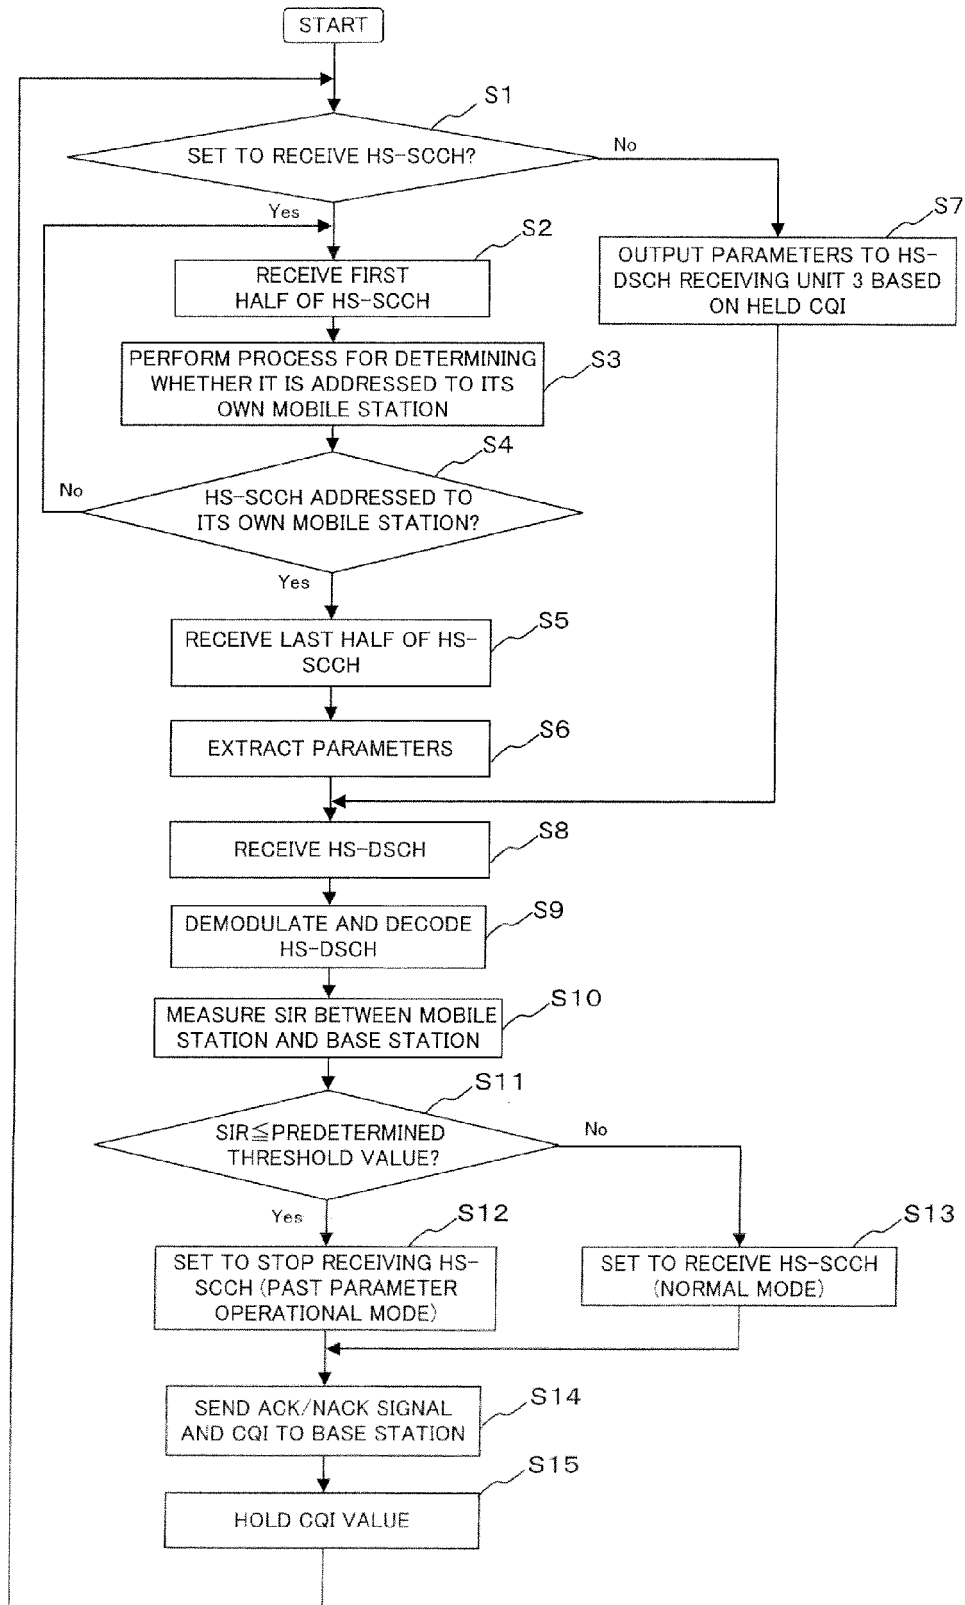 START
S1
SET TO RECEIVE HS-SCCH?
No
Yes
S2
S7
RECEIVE FIRST
HALF OF HS-SCCH
OUTPUT PARAMETERS TO HS-
DSCH RECEIVING UNIT 3 BASED
ON HELD CQI
PERFORM PROCESS FOR DETERMINING
WHETHER IT IS ADDRESSED TO ITS
OWN MOBILE STATION
S3
S4
No
HS-SCCH ADDRESSED TO
ITS OWN MOBILE STATION?
Yes
S5
RECEIVE LAST HALF OF HS-
SCCH
S6
EXTRACT PARAMETERS
S8
RECEIVE HS-DSCH
S9
DEMODULATE AND DECODE
HS-DSCH
S10
MEASURE SIR BETWEEN MOBILE
STATION AND BASE STATION
S11
SIR≦PREDETERMINED
THRESHOLD VALUE?
No
Yes
S12
S13
SET TO STOP RECEIVING HS-
SCCH (PAST PARAMETER
OPERATIONAL MODE)
SET TO RECEIVE HS-SCCH
(NORMAL MODE)
S14
SEND ACK/NACK SIGNAL
AND CQI TO BASE STATION
S15
HOLD CQI VALUE